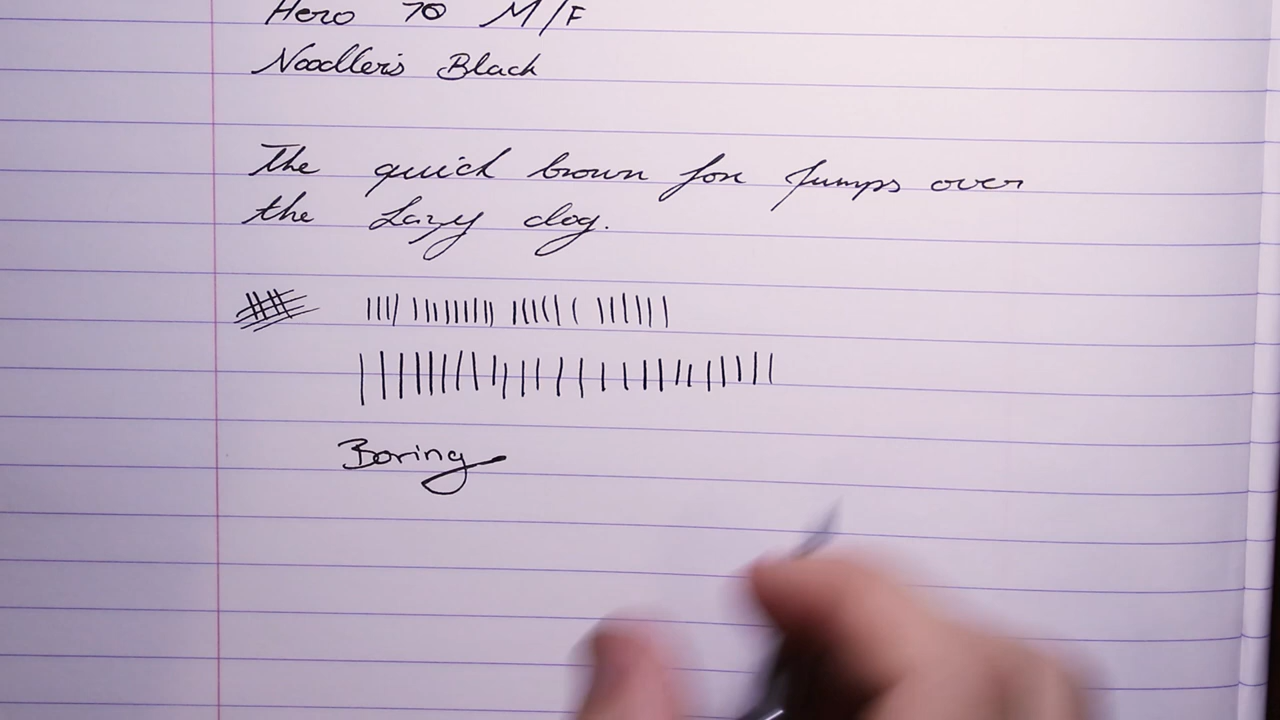 Hero 70 M/F
Noodler's Black
The quick brown fox jumps over
the Lazy dog.
Boring